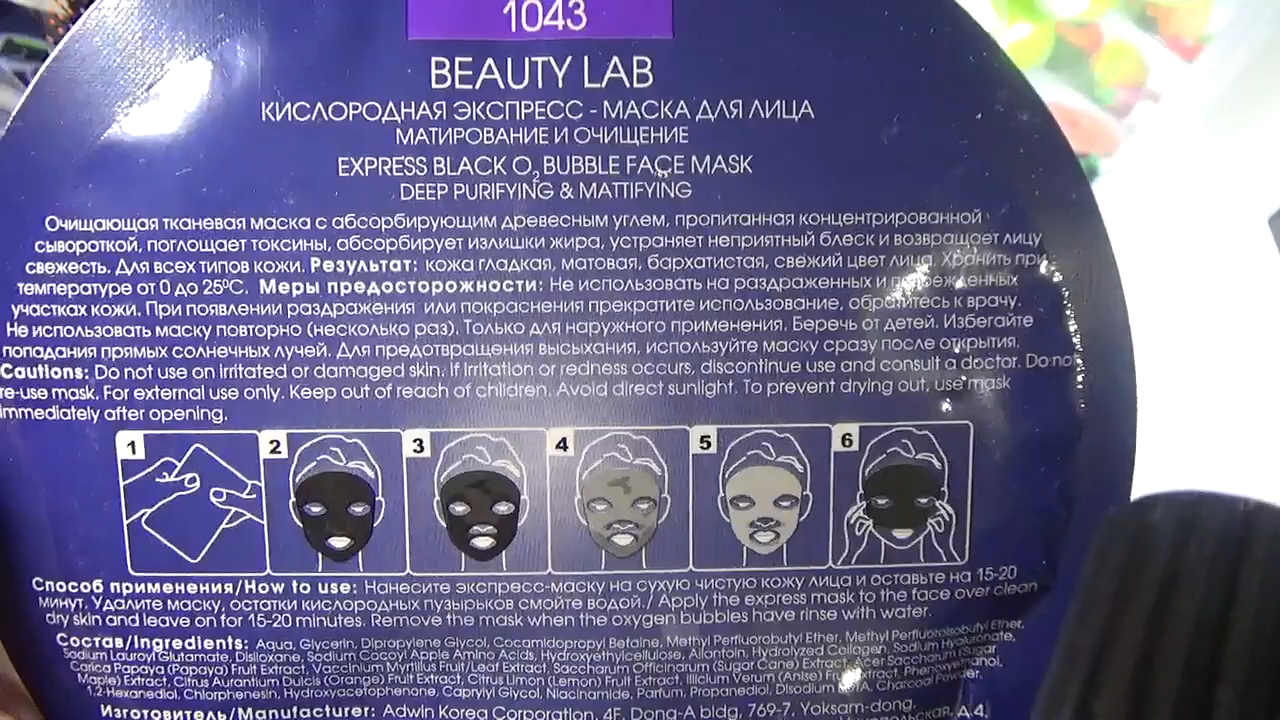 1043
BEAUTY LAB
КИСЛОРОДНАЯ ЭКСПРЕСС - МАСКА ДЛЯ ЛИЦА
МАТИРОВАНИЕ И ОЧИЩЕНИЕ
EXPRESS BLACK O₂ BUBBLE FACE MASK
DEEP PURIFYING & MATTIFYING
Очищающая тканевая маска с абсорбирующим древесным углем, пропитанная концентрированной
сывороткой, поглощает токсины, абсорбирует излишки жира, устраняет неприятный блеск и возвращает лицу
свежесть. Для всех типов кожи. Результат: кожа гладкая, матовая, бархатистая, свежий цвет лица. Хранить при
температуре от 0 до 25⁰C. Меры предосторожности: Не использовать на раздраженных и поврежденных
участках кожи. При появлении раздражения или покраснения прекратите использование, обратитесь к врачу.
Не использовать маску повторно (несколько раз). Только для наружного применения. Беречь от детей. Избегайте
попадания прямых солнечных лучей. Для предотвращения высыхания, используйте маску сразу после открытия.
Cautions: Do not use on irritated or damaged skin. If irritation or redness occurs, discontinue use and consult a doctor. Do not
re-use mask. For external use only. Keep out of reach of children. Avoid direct sunlight. To prevent drying out, use mask
immediately after opening.
1 2 3 4 5 6
Способ применения/How to use: Нанесите экспресс-маску на сухую чистую кожу лица и оставьте на 15-20
минут. Удалите маску, остатки кислородных пузырьков смойте водой./ Apply the express mask to the face over clean
dry skin and leave on for 15-20 minutes. Remove the mask when the oxygen bubbles have rinse with water.
Состав/Ingredients: Aqua, Glycerin, Dipropylene Glycol, Cocamidopropyl Betaine, Methyl Perfluorobutyl Ether, Methyl Perfluoroisobutyl Ether,
Sodium Lauroyl Glutamate, Disiloxane, Sodium Cocoyl Apple Amino Acids, Hydroxyethylcellulose, Allantoin, Hydrolyzed Collagen, Sodium Hyaluronate,
Carica Papaya (Papaya) Fruit Extract, Vaccinium Myrtillus Fruit/Leaf Extract, Saccharum Officinarum (Sugar Cane) Extract, Acer Saccharum (Sugar
Maple) Extract, Citrus Aurantium Dulcis (Orange) Fruit Extract, Citrus Limon (Lemon) Fruit Extract, Illicium Verum (Anise) Fruit Extract, Phenoxyethanol,
1,2-Hexanediol, Chlorphenesin, Hydroxyacetophenone, Caprylyl Glycol, Niacinamide, Parfum, Propanediol, Disodium EDTA, Charcoal Powder,
Изготовитель/Manufacturer: Adwin Korea Corporation, 4F, Dong-A bldg, 769-7, Yoksam-dong,
Д.4,